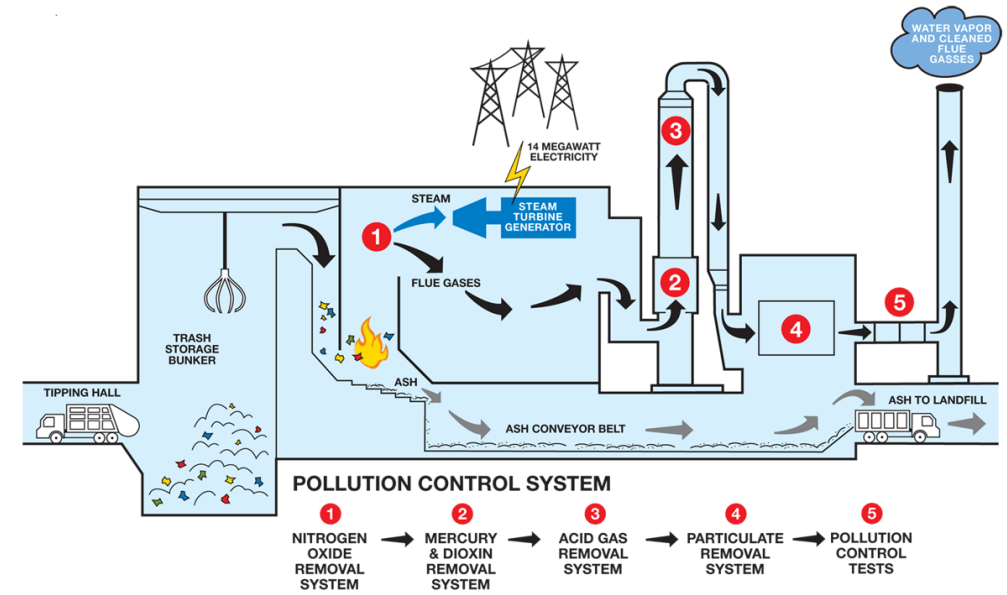 WATER VAPOR
AND CLEANED
FLUE
GASSES
14 MEGAWATT
ELECTRICITY
3
STEAM
STEAM
TURBINE
GENERATOR
1
FLUE GASES
2
5
4
TRASH
STORAGE
BUNKER
TIPPING HALL
ASH
ASH CONVEYOR BELT
ASH TO LANDFILL
POLLUTION CONTROL SYSTEM
1
NITROGEN
OXIDE
REMOVAL
SYSTEM
2
MERCURY
& DIOXIN
REMOVAL
SYSTEM
3
ACID GAS
REMOVAL
SYSTEM
4
PARTICULATE
REMOVAL
SYSTEM
5
POLLUTION
CONTROL
TESTS